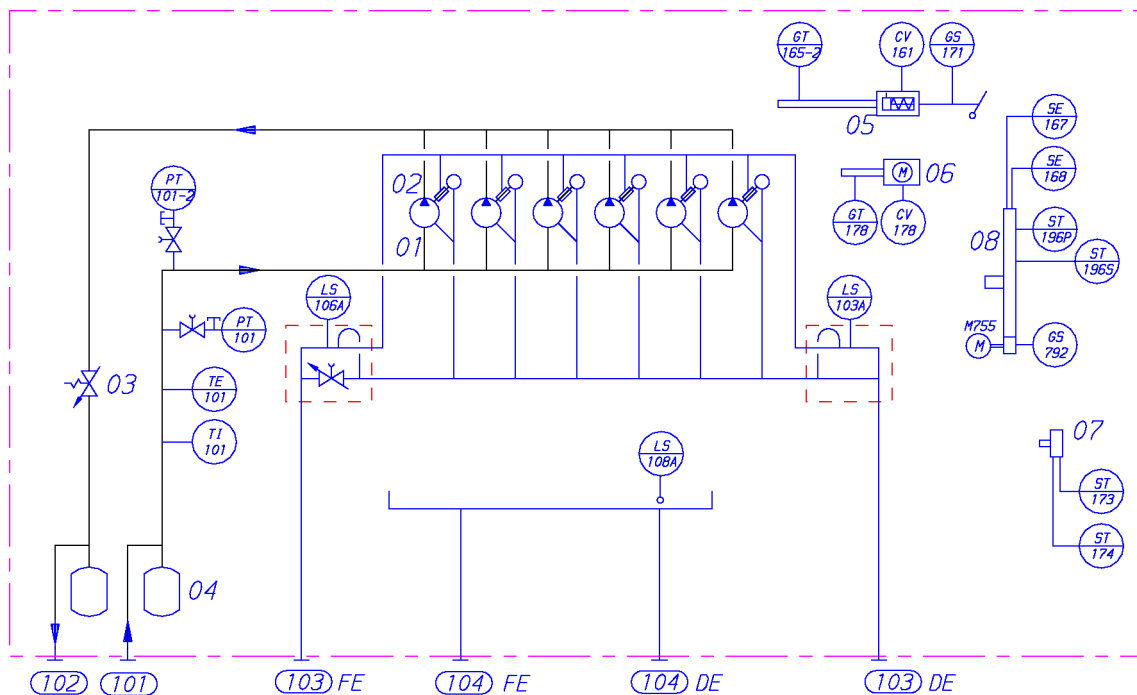 GT
165-2
CV
161
GS
171
05
SE
167
PT
101-2
02
M
06
SE
168
GT
178
CV
178
08
ST
196P
01
ST
196S
LS
106A
LS
103A
PT
101
M755
M
GS
792
03
TE
101
TI
101
LS
108A
07
ST
173
ST
174
04
102
101
103 FE
104 FE
104 DE
103 DE